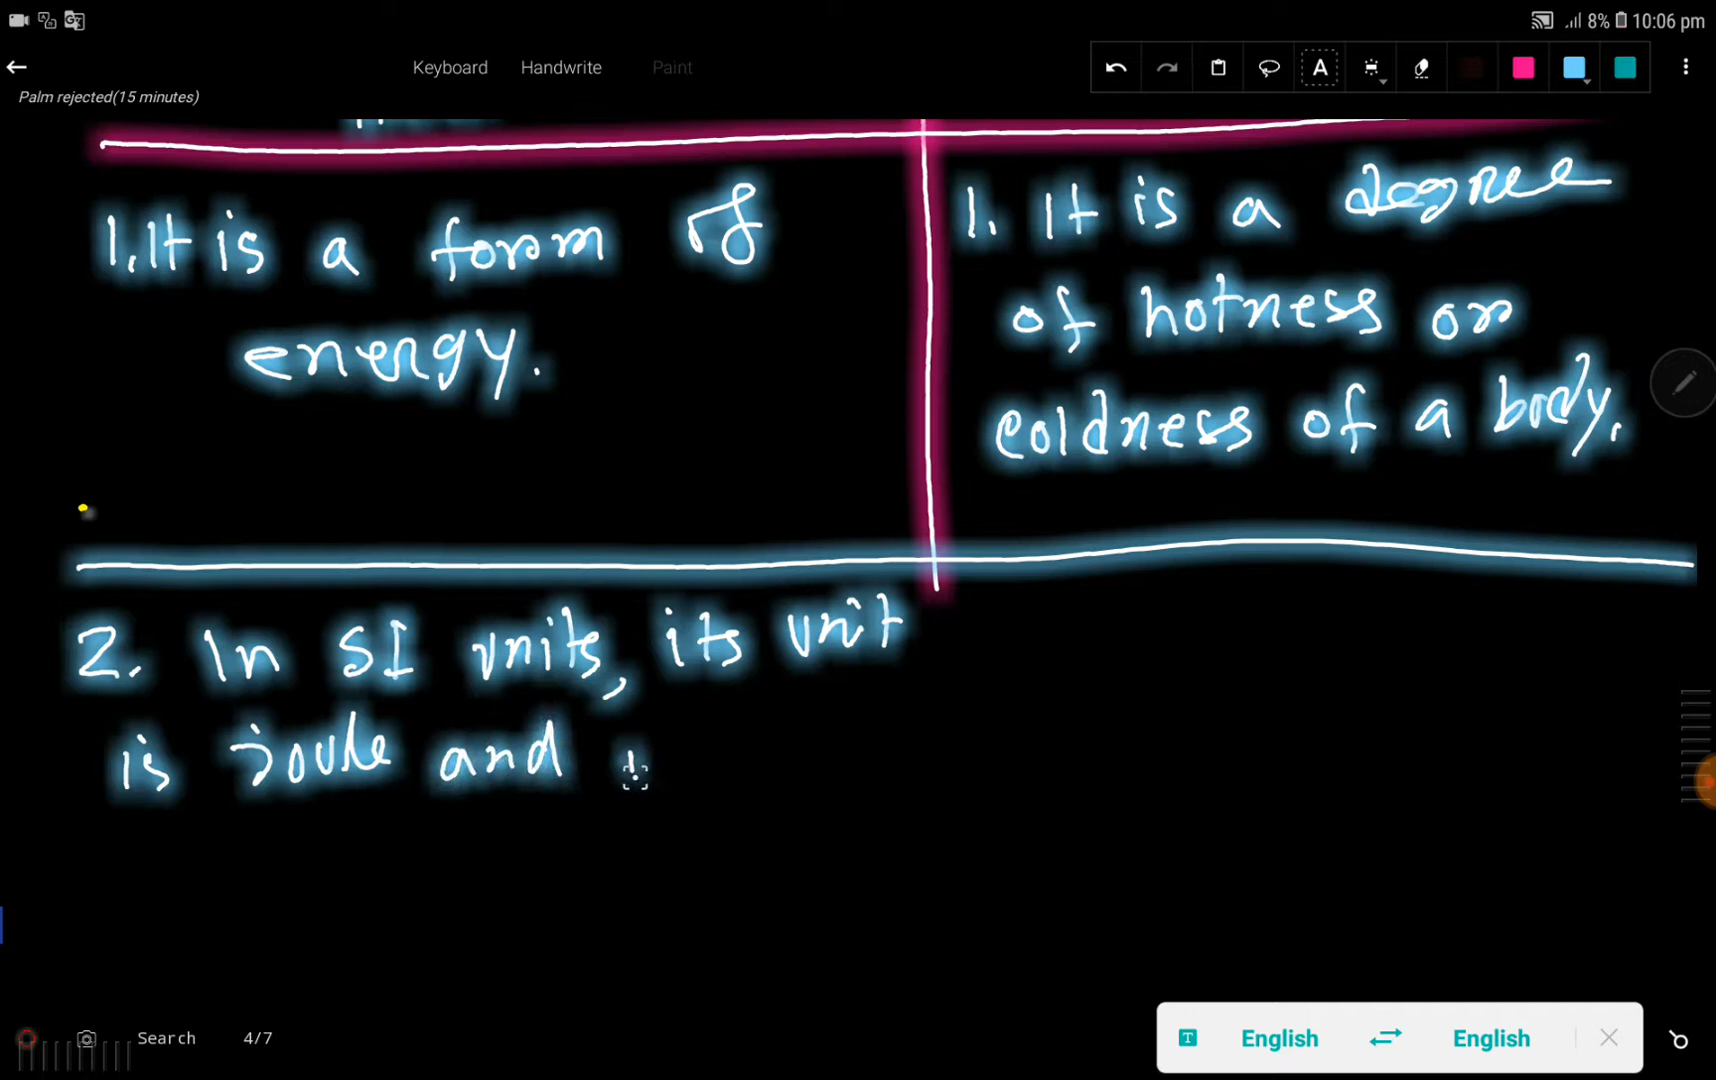 8% 10:06 pm
Keyboard Handwrite Paint
A
Palm rejected(15 minutes)
1. It is a form of
energy.
1. It is a degree
of hotness or
coldness of a body.
2. In SI units, its unit
is joule and
Search 4/7
T English English